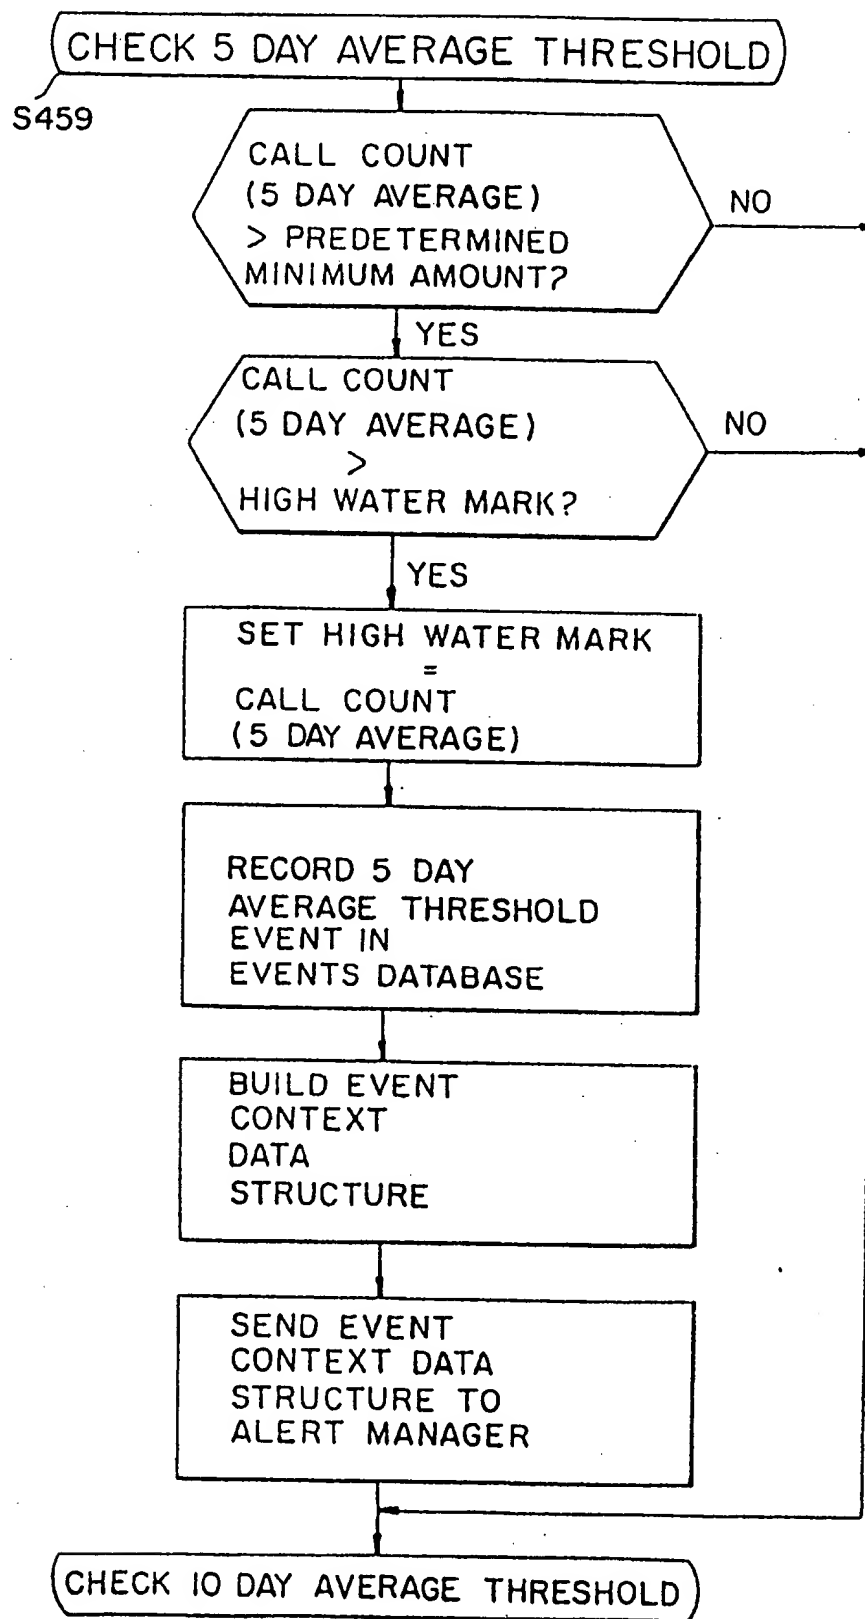 CHECK 5 DAY AVERAGE THRESHOLD
S459
CALL COUNT
(5 DAY AVERAGE)
> PREDETERMINED
MINIMUM AMOUNT?
NO
YES
CALL COUNT
(5 DAY AVERAGE)
>
HIGH WATER MARK?
NO
YES
SET HIGH WATER MARK
=
CALL COUNT
(5 DAY AVERAGE)
RECORD 5 DAY
AVERAGE THRESHOLD
EVENT IN
EVENTS DATABASE
BUILD EVENT
CONTEXT
DATA
STRUCTURE
SEND EVENT
CONTEXT DATA
STRUCTURE TO
ALERT MANAGER
CHECK 10 DAY AVERAGE THRESHOLD